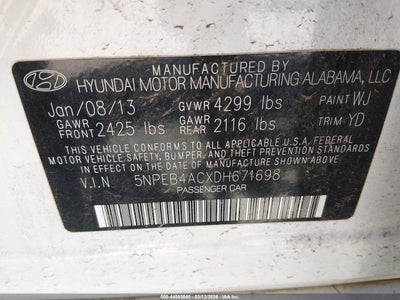 MANUFACTURED BY
HYUNDAI MOTOR MANUFACTURING ALABAMA, LLC
Jan/08/13 GVWR 4299 lbs PAINT WJ
GAWR FRONT 2425 lbs GAWR REAR 2116 lbs TRIM YD
THIS VEHICLE CONFORMS TO ALL APPLICABLE U.S. FEDERAL
MOTOR VEHICLE SAFETY, BUMPER, AND THEFT PREVENTION STANDARDS
IN EFFECT ON THE DATE OF MANUFACTURE SHOWN ABOVE.
V.I.N 5NPEB4ACXDH671698
PASSENGER CAR